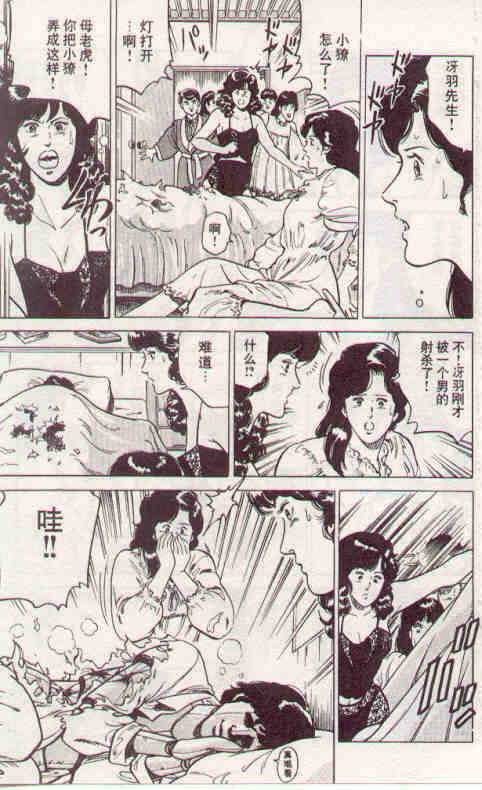 冴羽先生！
小獠
怎么了！
灯打开
…啊！
啊！
母老虎！
你把小獠
弄成这样！
不！冴羽刚才
被一个男的
射杀了！
什么!?
难道
…
哇!!